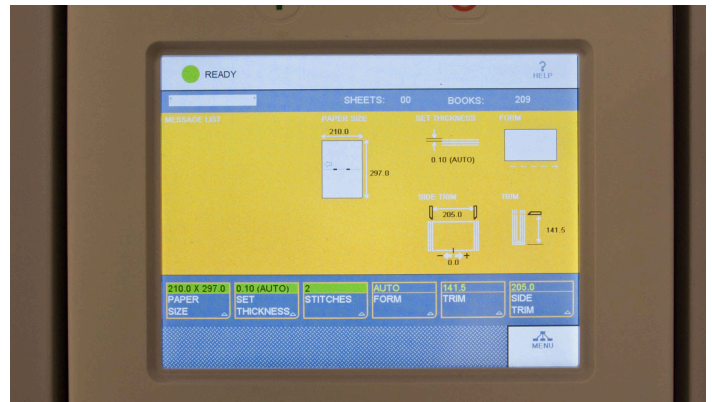 READY
?
HELP
SHEETS: 00 BOOKS: 209
MESSAGE LIST
PAPER SIZE
210.0
297.0
SET THICKNESS
0.10 (AUTO)
FORM
SIDE TRIM
205.0
- +
0.0
TRIM
141.5
210.0 X 297.0
PAPER
SIZE
0.10 (AUTO)
SET
THICKNESS
2
STITCHES
AUTO
FORM
141.5
TRIM
205.0
SIDE
TRIM
MENU